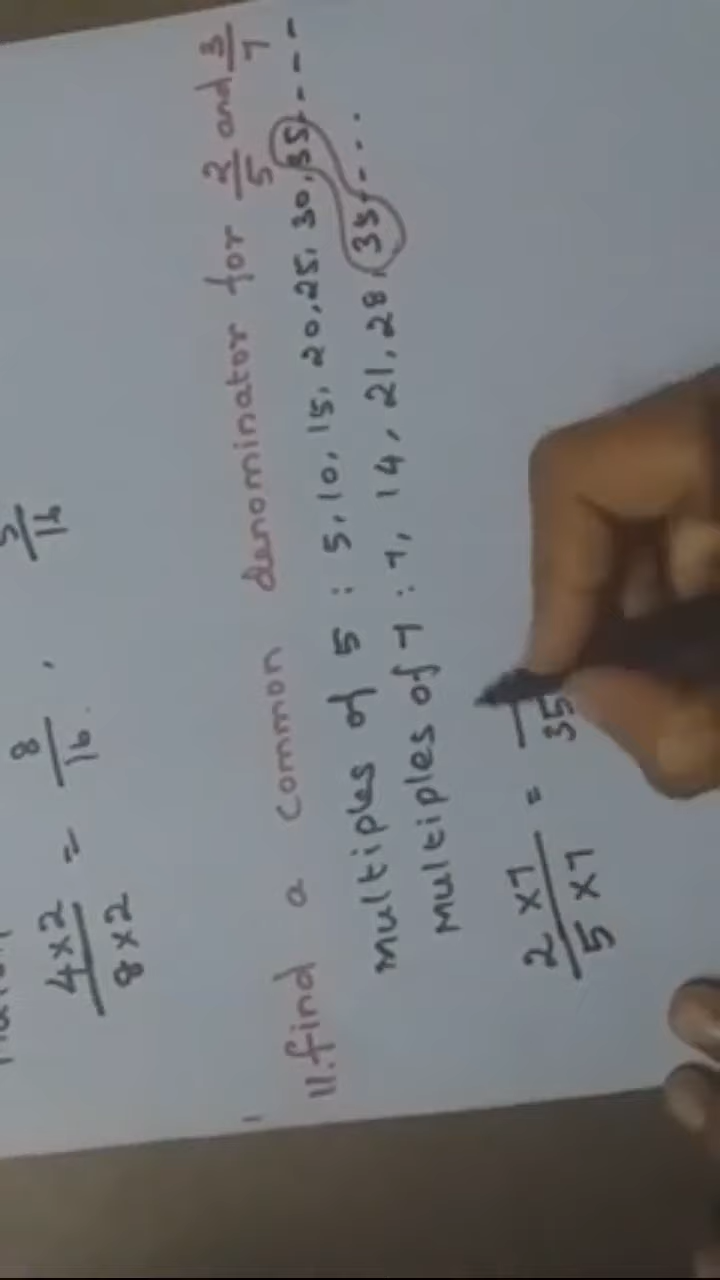 4×2/8×2 = 8/16 , 5/16
11. find a common denominator for 2/5 and 3/7
Multiples of 5 : 5, 10, 15, 20, 25, 30, 35, ---
Multiples of 7 : 7, 14, 21, 28, 35, ...
2×7/5×7 = /35